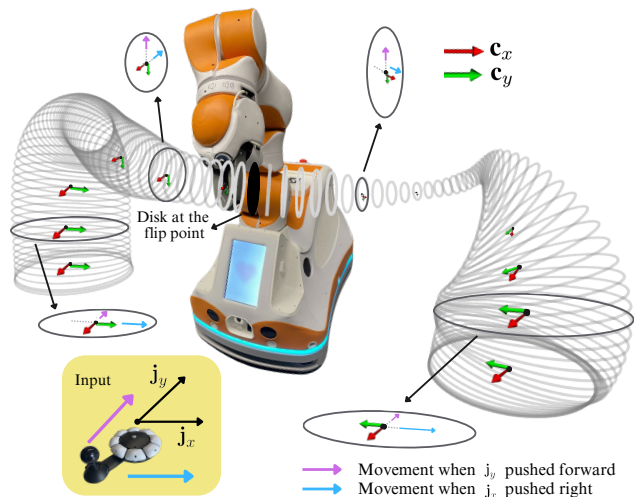 c_x
c_y
Disk at the
flip point
Input
j_y
j_x
Movement when j_y pushed forward
Movement when j_x pushed right